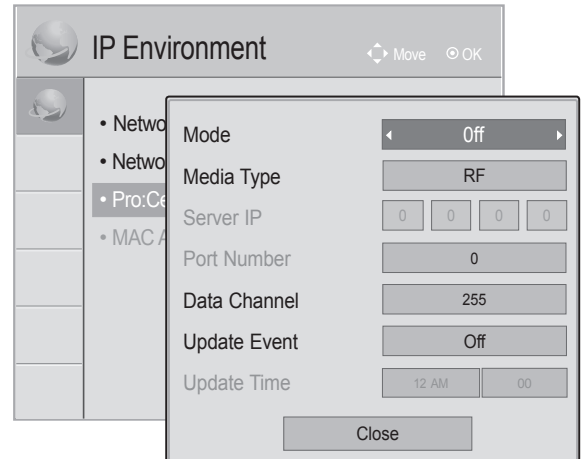 IP Environment
Move OK
• Netwo
• Netwo
• Pro:Ce
• MAC A
Mode 0ff
Media Type RF
Server IP 0 0 0 0
Port Number 0
Data Channel 255
Update Event Off
Update Time 12 AM 00
Close